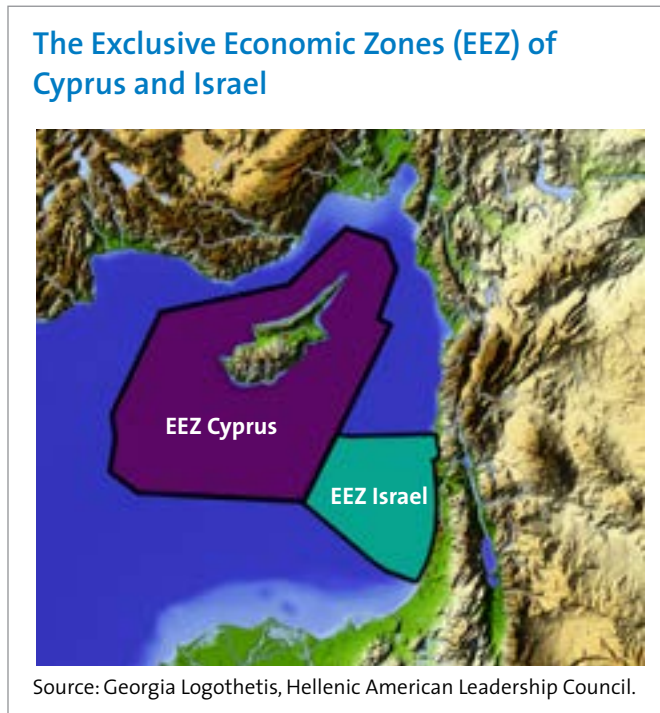 The Exclusive Economic Zones (EEZ) of
Cyprus and Israel
EEZ Cyprus
EEZ Israel
Source: Georgia Logothetis, Hellenic American Leadership Council.